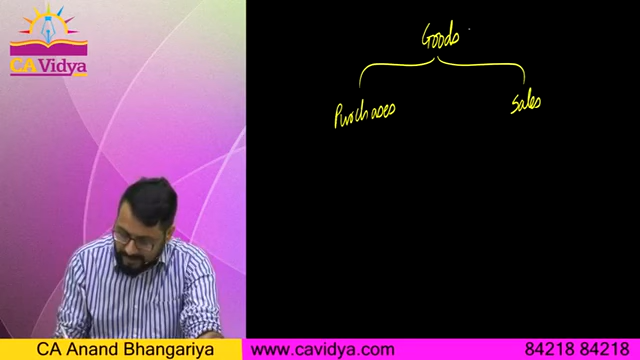 CA Vidya
Goods
Purchases
Sales
CA Anand Bhangariya
www.cavidya.com
84218 84218